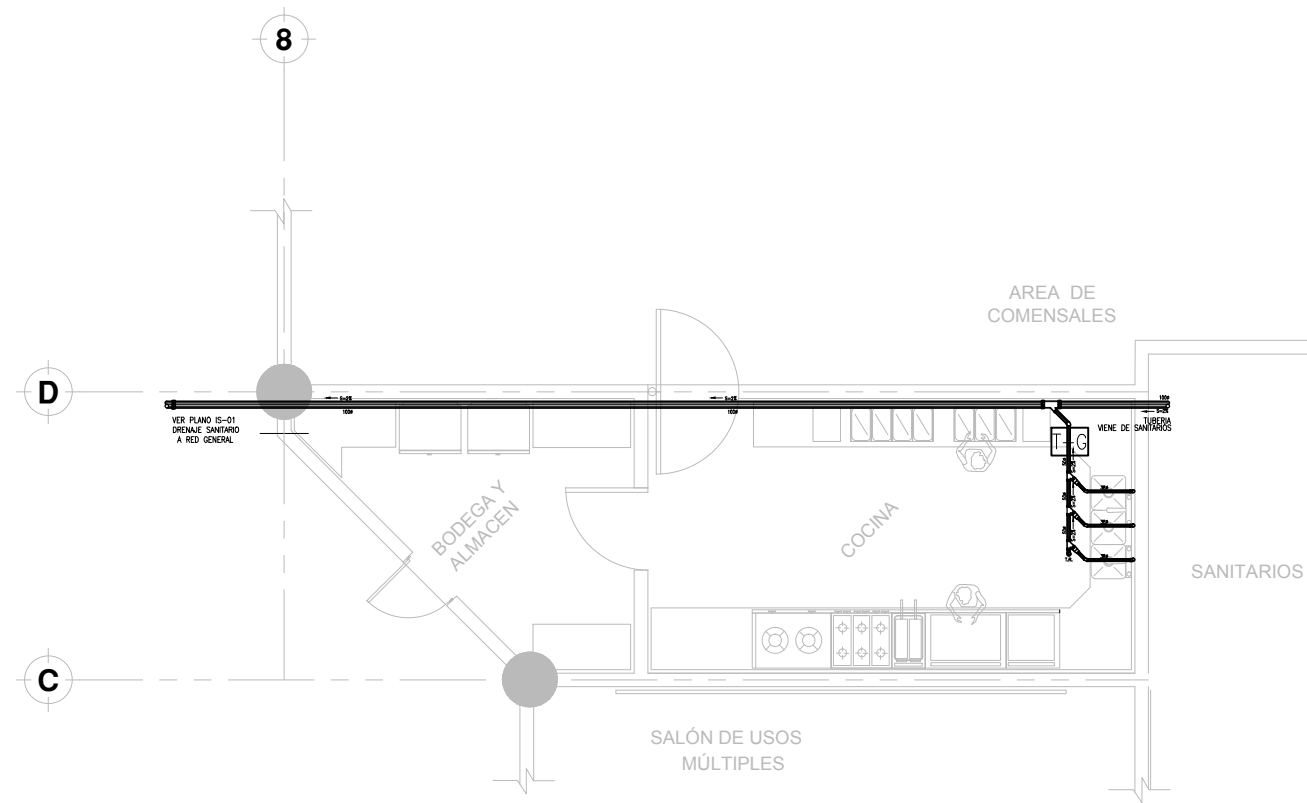 8
AREA DE
COMENSALES
D
S=2%
S=2%
100ø
100ø
100ø
S=2%
VER PLANO IS-01
DRENAJE SANITARIO
A RED GENERAL
TUBERIA
VIENE DE SANITARIOS
T-G
BODEGA Y
ALMACEN
COCINA
SANITARIOS
C
SALÓN DE USOS
MÚLTIPLES